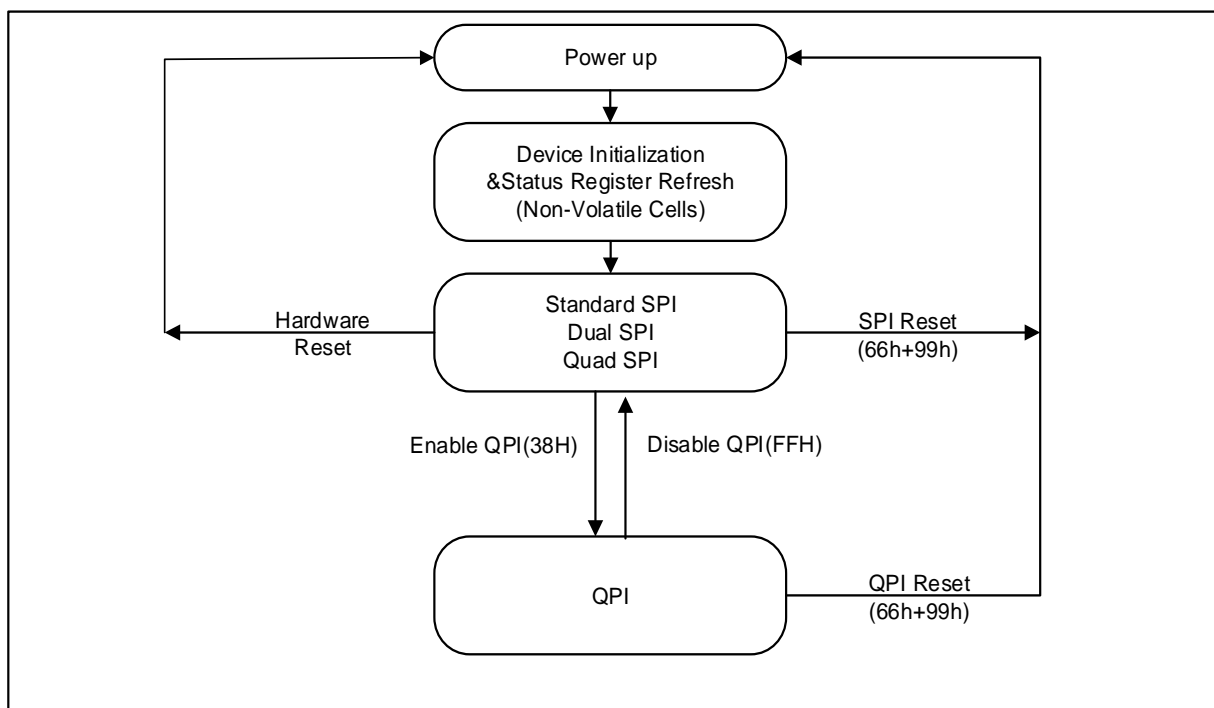 Power up
Device Initialization
&Status Register Refresh
(Non-Volatile Cells)
Standard SPI
Dual SPI
Quad SPI
Hardware
Reset
SPI Reset
(66h+99h)
Enable QPI(38H)
Disable QPI(FFH)
QPI
QPI Reset
(66h+99h)